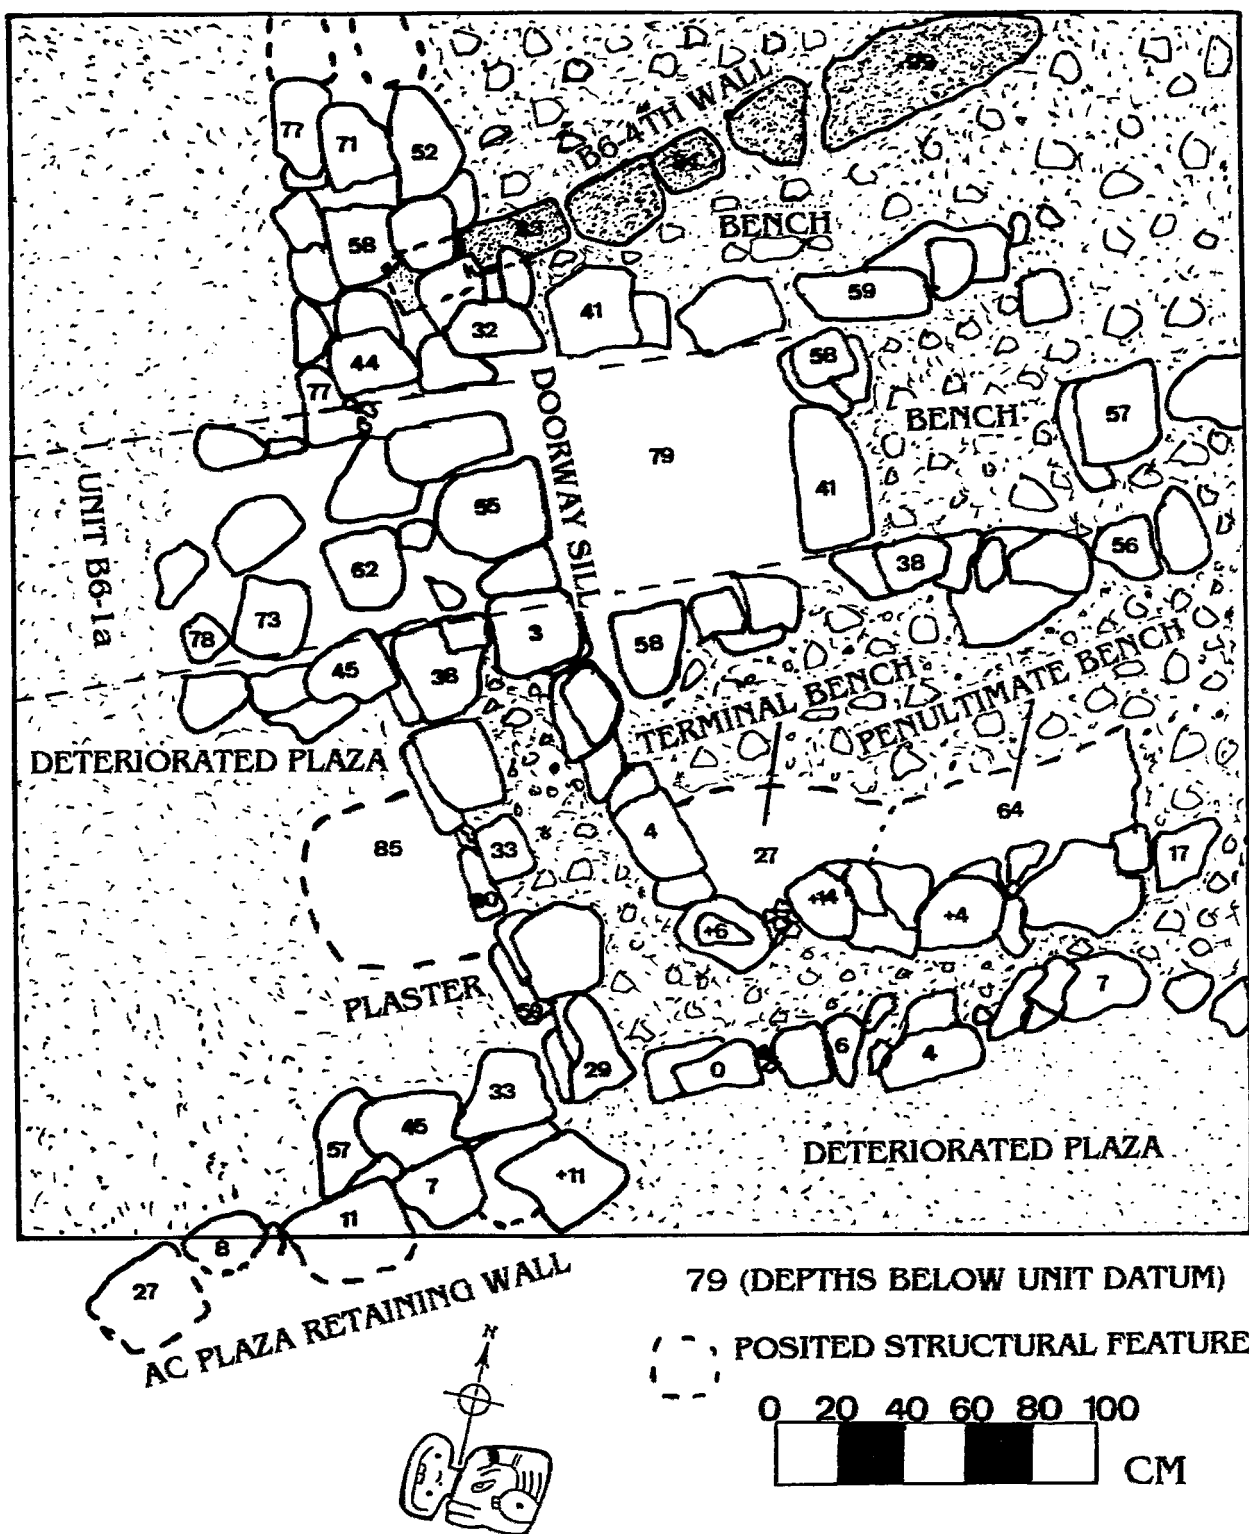 77
71
52
B6-4TH WALL
58
BENCH
59
41
32
58
44
77
BENCH
57
DOORWAY SILL
79
41
55
UNIT B6-1a
62
38
56
73
78
3
58
45
36
TERMINAL BENCH
PENULTIMATE BENCH
DETERIORATED PLAZA
64
4
85
33
27
17
+14
+4
+6
PLASTER
7
59
6
4
0
29
33
45
57
DETERIORATED PLAZA
+11
7
11
8
27
AC PLAZA RETAINING WALL
79 (DEPTHS BELOW UNIT DATUM)
POSITED STRUCTURAL FEATURE
N
0 20 40 60 80 100
CM